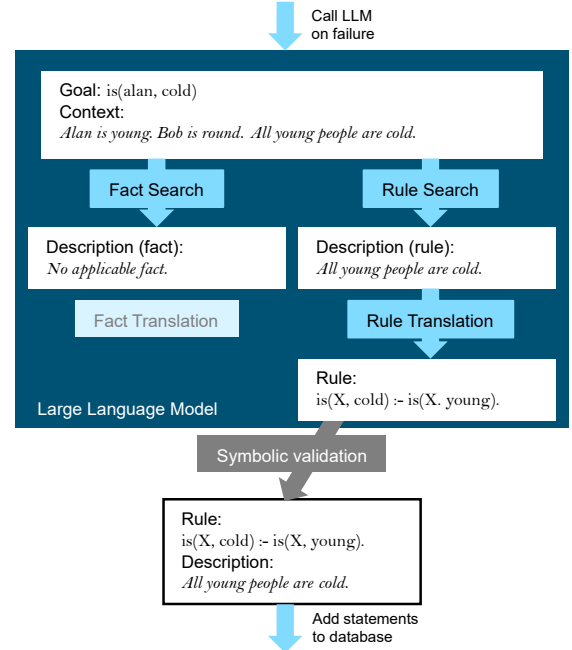 Call LLM
on failure
Goal: is(alan, cold)
Context:
Alan is young. Bob is round. All young people are cold.
Fact Search
Rule Search
Description (fact):
No applicable fact.
Description (rule):
All young people are cold.
Fact Translation
Rule Translation
Rule:
is(X, cold) :- is(X. young).
Large Language Model
Symbolic validation
Rule:
is(X, cold) :- is(X, young).
Description:
All young people are cold.
Add statements
to database